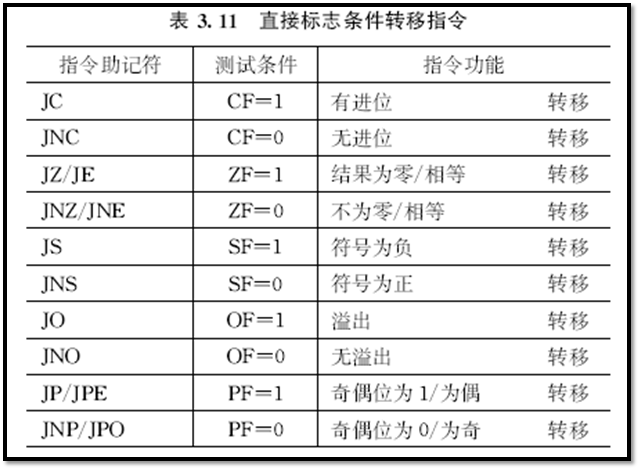 表 3.11 直接标志条件转移指令
指令助记符 测试条件 指令功能
JC CF=1 有进位 转移
JNC CF=0 无进位 转移
JZ/JE ZF=1 结果为零/相等 转移
JNZ/JNE ZF=0 不为零/相等 转移
JS SF=1 符号为负 转移
JNS SF=0 符号为正 转移
JO OF=1 溢出 转移
JNO OF=0 无溢出 转移
JP/JPE PF=1 奇偶位为1/为偶 转移
JNP/JPO PF=0 奇偶位为0/为奇 转移